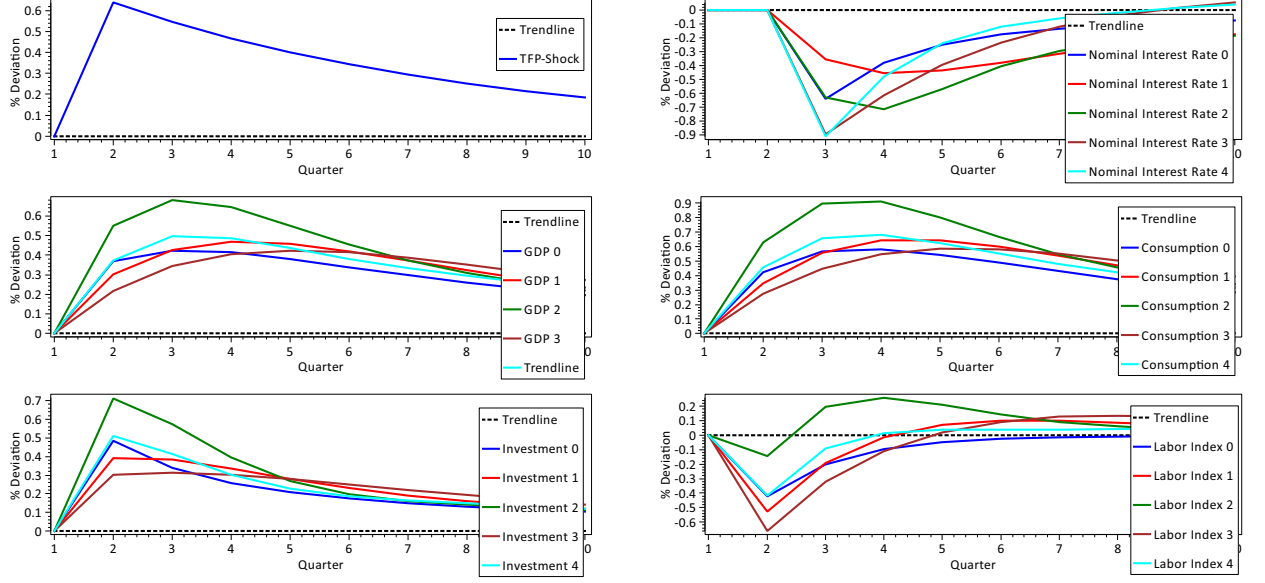 % Deviation
0.6
0.5
0.4
0.3
0.2
0.1
0
1 2 3 4 5 6 7 8 9 10
Quarter
Trendline
TFP-Shock
% Deviation
0
-0.1
-0.3
-0.4
-0.5
-0.6
-0.7
-0.8
-0.9
1 2 3 4 5 6 7 0
Quarter
Trendline
Nominal Interest Rate 0
Nominal Interest Rate 1
Nominal Interest Rate 2
Nominal Interest Rate 3
Nominal Interest Rate 4
% Deviation
0.6
0.5
0.4
0.3
0.2
0.1
0
1 2 3 4 5 6 7 8 0
Quarter
Trendline
GDP 0
GDP 1
GDP 2
GDP 3
Trendline
% Deviation
0.9
0.8
0.7
0.6
0.5
0.4
0.3
0.2
0.1
0
1 2 3 4 5 6 7 8 0
Quarter
Trendline
Consumption 0
Consumption 1
Consumption 2
Consumption 3
Consumption 4
% Deviation
0.7
0.6
0.5
0.4
0.3
0.2
0.1
0
1 2 3 4 5 6 7 8 0
Quarter
Trendline
Investment 0
Investment 1
Investment 2
Investment 3
Investment 4
% Deviation
0.2
0
-0.1
-0.2
-0.3
-0.4
-0.5
-0.6
1 2 3 4 5 6 7 8 0
Quarter
Trendline
Labor Index 0
Labor Index 1
Labor Index 2
Labor Index 3
Labor Index 4